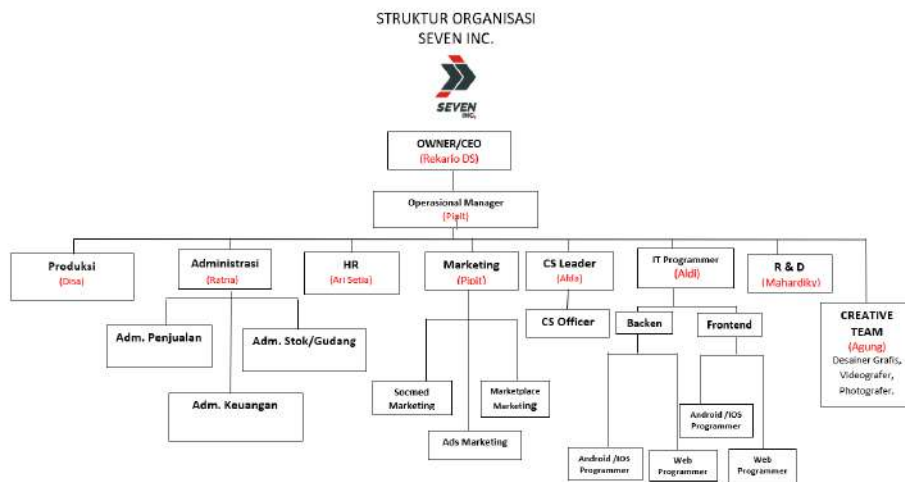 STRUKTUR ORGANISASI
SEVEN INC.
SEVEN
INC.
OWNER/CEO
(Rekario DS)
Operasional Manager
(Pipit)
Produksi
(Disa)
Administrasi
(Ratna)
HR
(Ari Setia)
Marketing
(Pipit)
CS Leader
(Alda)
IT Programmer
(Aldi)
R & D
(Mahardiky)
CREATIVE
TEAM
(Agung)
Desainer Grafis,
Videografer,
Photografer.
Adm. Penjualan
Adm. Stok/Gudang
Adm. Keuangan
Socmed
Marketing
Marketplace
Marketing
Ads Marketing
CS Officer
Backen
Frontend
Android /IOS
Programmer
Web
Programmer
Android /IOS
Programmer
Web
Programmer